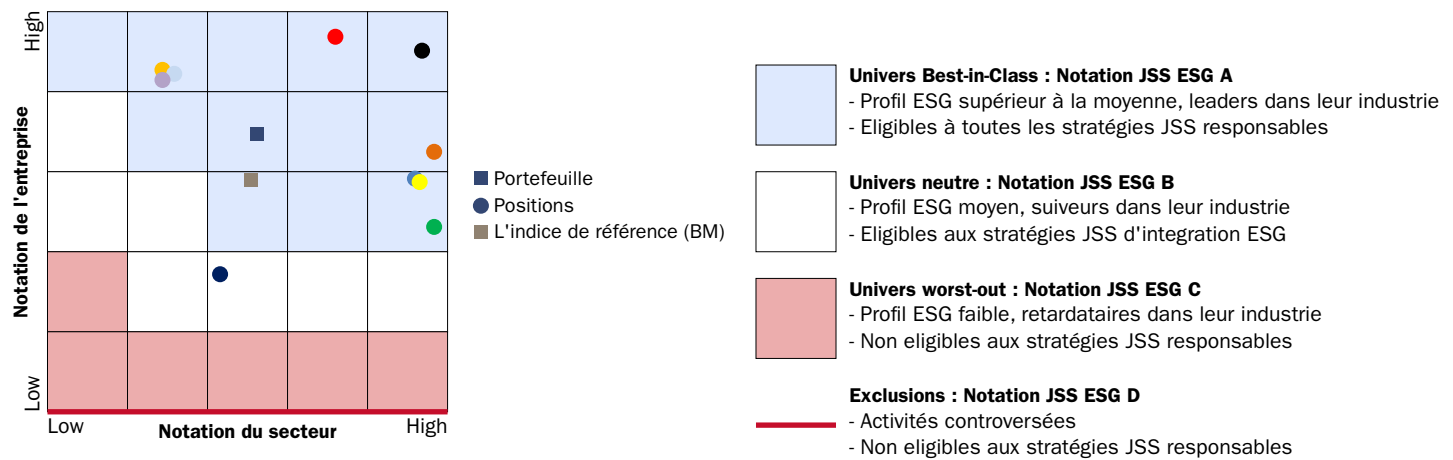 High
Notation de l'entreprise
Low
Low
Notation du secteur
High
Portefeuille
Positions
L'indice de référence (BM)
Univers Best-in-Class : Notation JSS ESG A
- Profil ESG supérieur à la moyenne, leaders dans leur industrie
- Eligibles à toutes les stratégies JSS responsables
Univers neutre : Notation JSS ESG B
- Profil ESG moyen, suiveurs dans leur industrie
- Eligibles aux stratégies JSS d'integration ESG
Univers worst-out : Notation JSS ESG C
- Profil ESG faible, retardataires dans leur industrie
- Non eligibles aux stratégies JSS responsables
Exclusions : Notation JSS ESG D
- Activités controversées
- Non eligibles aux stratégies JSS responsables